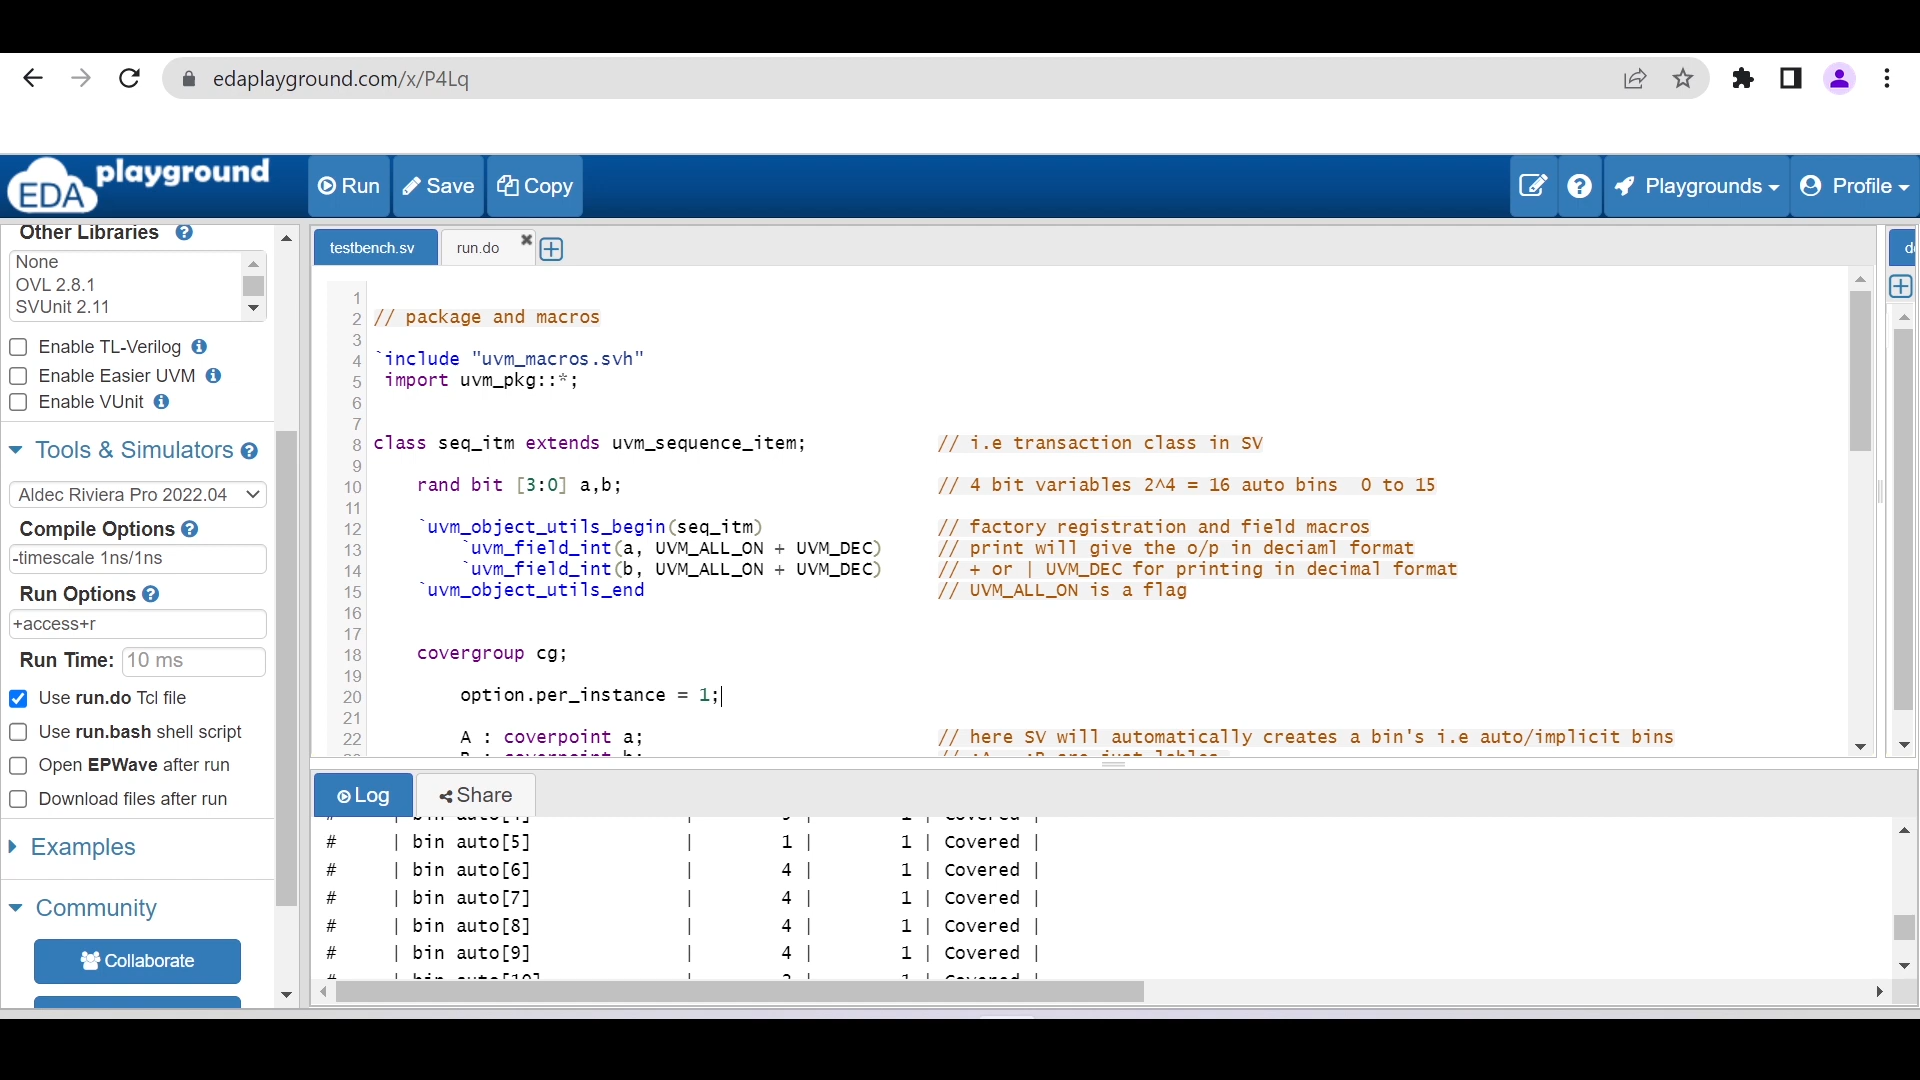 edaplayground.com/x/P4Lq
EDA playground
Run
Save
Copy
Playgrounds
Profile
Other Libraries
None
OVL 2.8.1
SVUnit 2.11
Enable TL-Verilog
Enable Easier UVM
Enable VUnit
Tools & Simulators
Aldec Riviera Pro 2022.04
Compile Options
-timescale 1ns/1ns
Run Options
+access+r
Run Time: 10 ms
Use run.do Tcl file
Use run.bash shell script
Open EPWave after run
Download files after run
Examples
Community
Collaborate
testbench.sv
run.do
1
2 // package and macros
3
4 `include "uvm_macros.svh"
5 import uvm_pkg::*;
6
7
8 class seq_itm extends uvm_sequence_item; // i.e transaction class in SV
9
10 rand bit [3:0] a,b; // 4 bit variables 2^4 = 16 auto bins 0 to 15
11
12 `uvm_object_utils_begin(seq_itm) // factory registration and field macros
13 `uvm_field_int(a, UVM_ALL_ON + UVM_DEC) // print will give the o/p in deciaml format
14 `uvm_field_int(b, UVM_ALL_ON + UVM_DEC) // + or | UVM_DEC for printing in decimal format
15 `uvm_object_utils_end // UVM_ALL_ON is a flag
16
17
18 covergroup cg;
19
20 option.per_instance = 1;
21
22 A : coverpoint a; // here SV will automatically creates a bin's i.e auto/implicit bins
Log
Share
# | bin auto[5] | 1 | 1 | Covered |
# | bin auto[6] | 4 | 1 | Covered |
# | bin auto[7] | 4 | 1 | Covered |
# | bin auto[8] | 4 | 1 | Covered |
# | bin auto[9] | 4 | 1 | Covered |